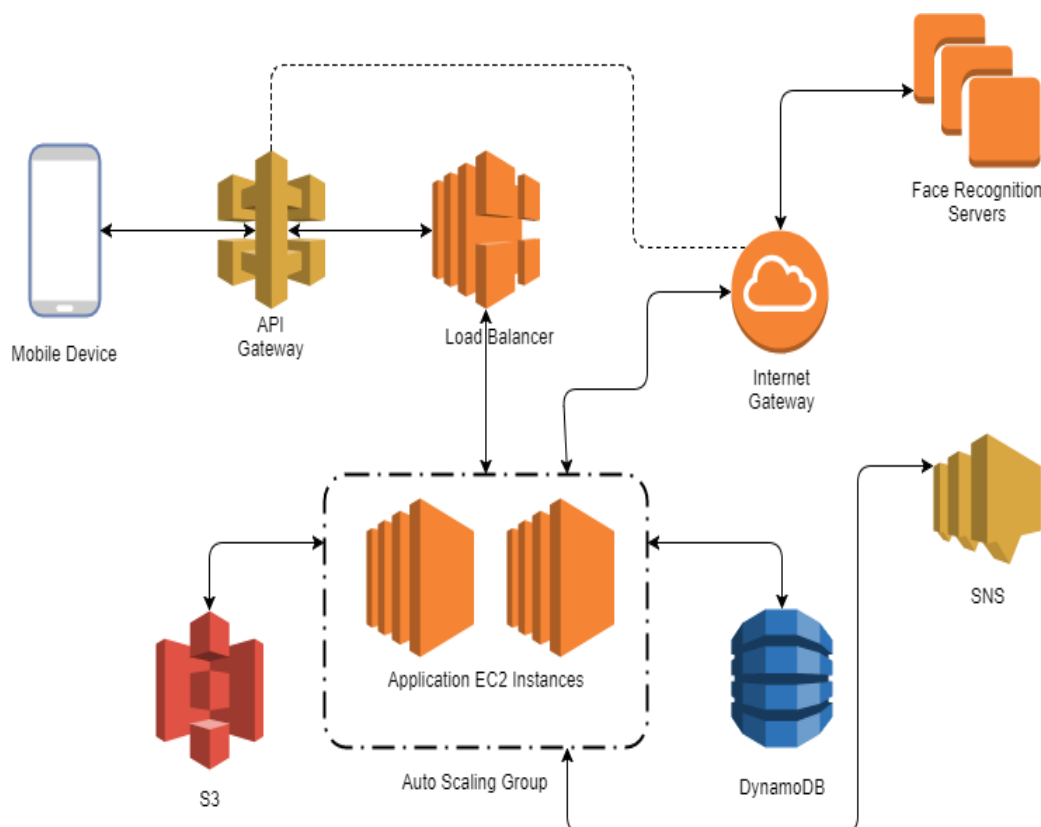 Face Recognition
Servers
Mobile Device
API
Gateway
Load Balancer
Internet
Gateway
Application EC2 Instances
SNS
S3
Auto Scaling Group
DynamoDB